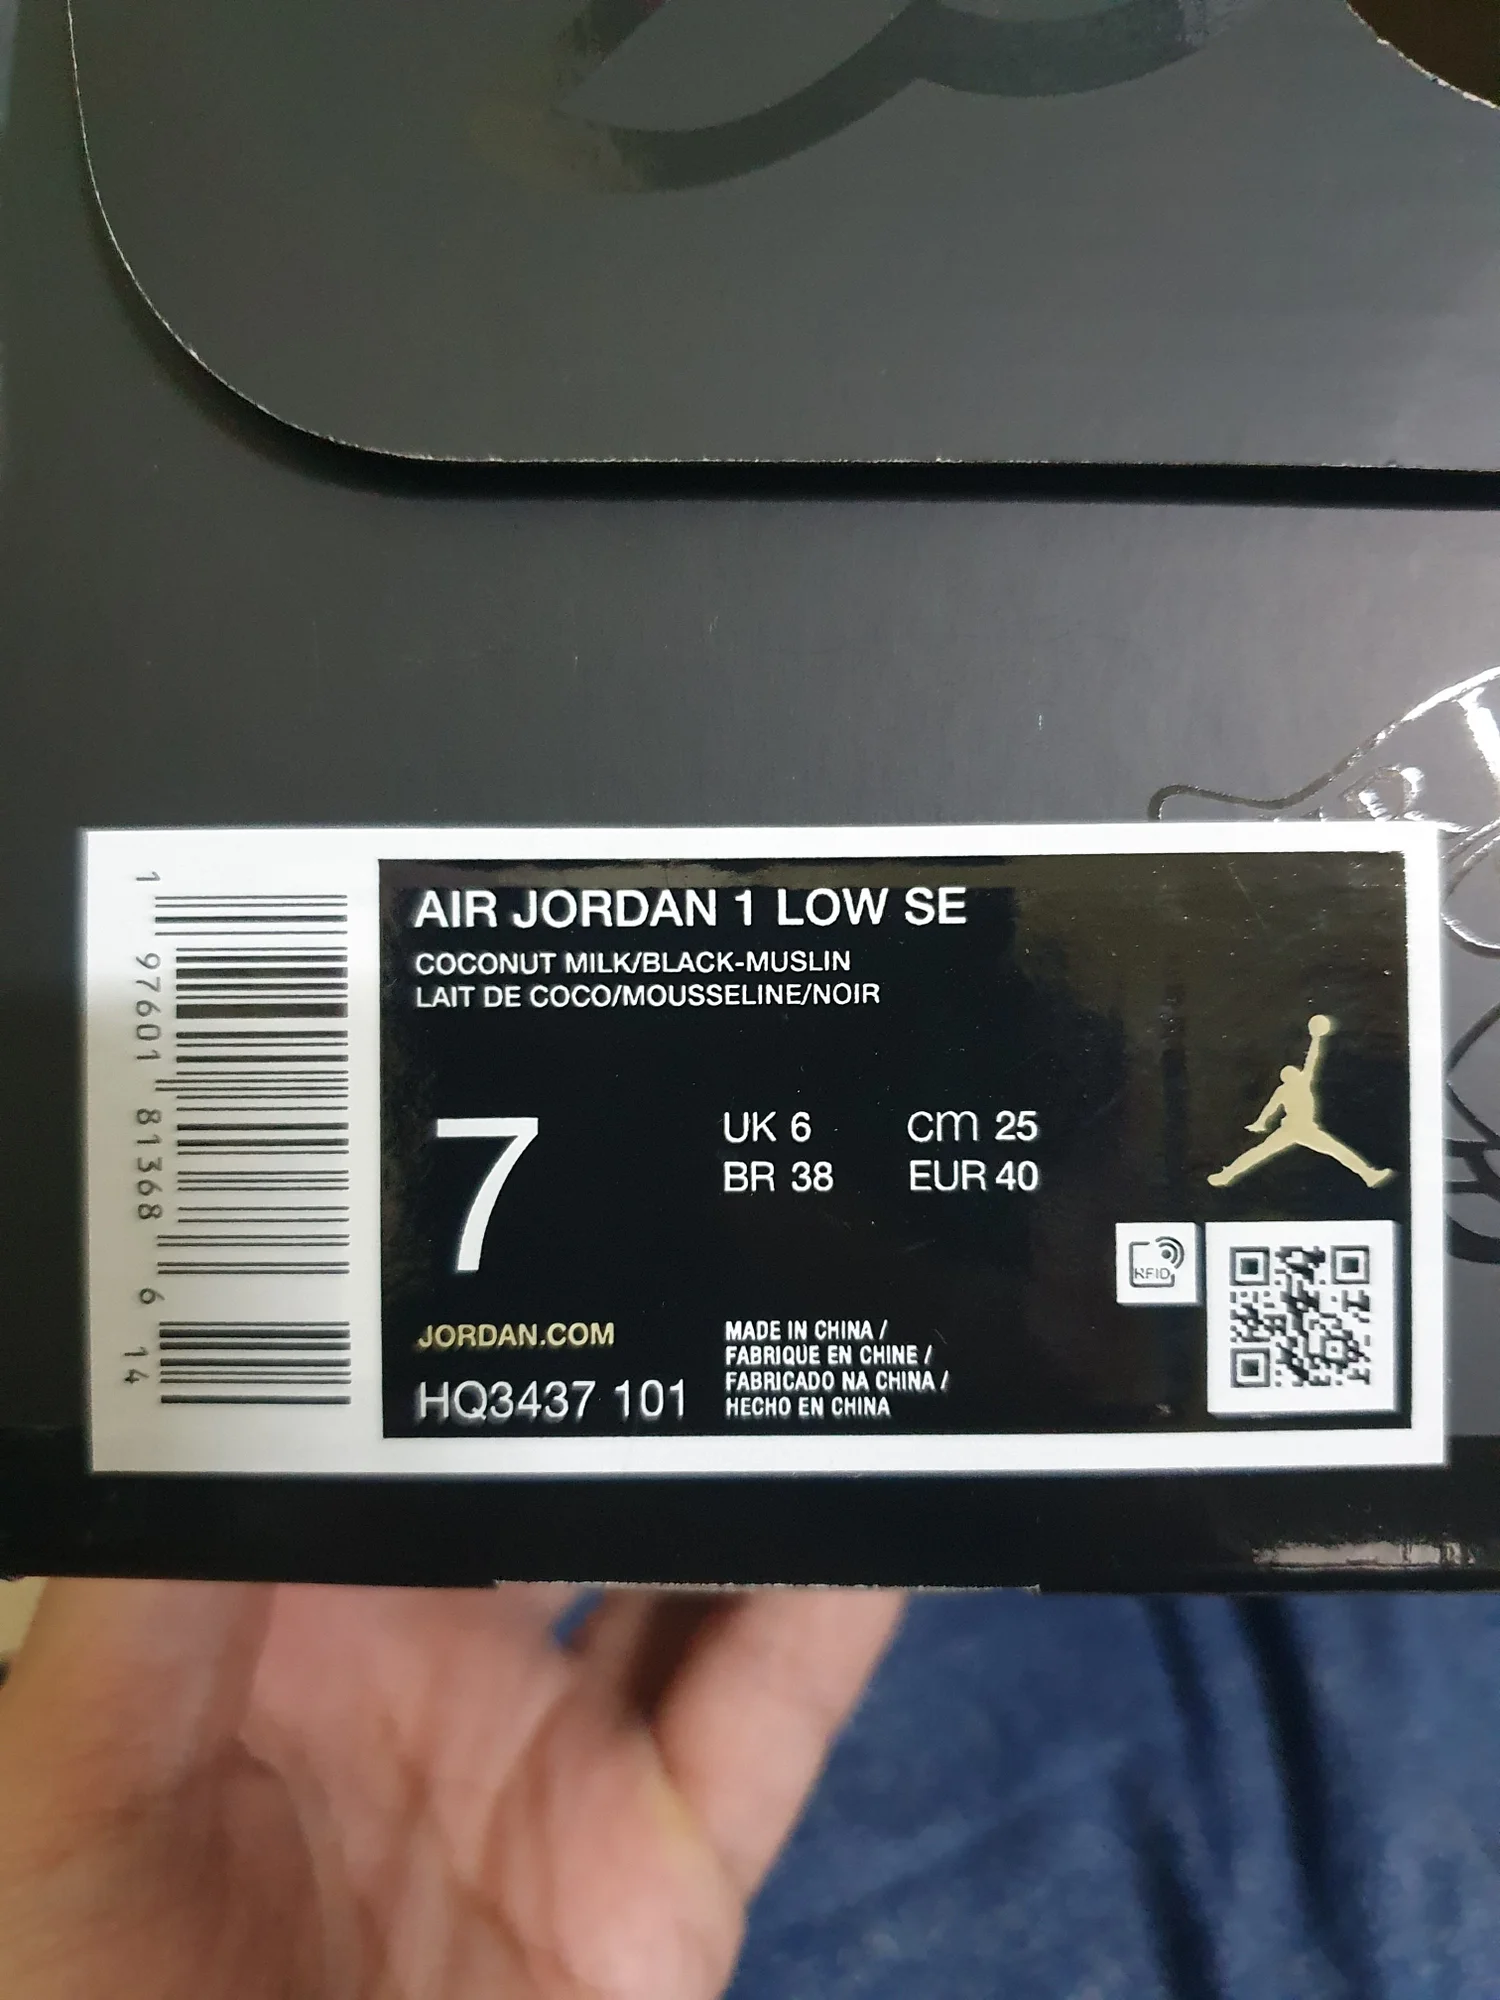 AIR JORDAN 1 LOW SE
COCONUT MILK/BLACK-MUSLIN
LAIT DE COCO/MOUSSELINE/NOIR
7
UK 6
cm 25
BR 38
EUR 40
RFID
JORDAN.COM
HQ3437 101
MADE IN CHINA /
FABRIQUE EN CHINE /
FABRICADO NA CHINA /
HECHO EN CHINA
1 97601 81368 6 14